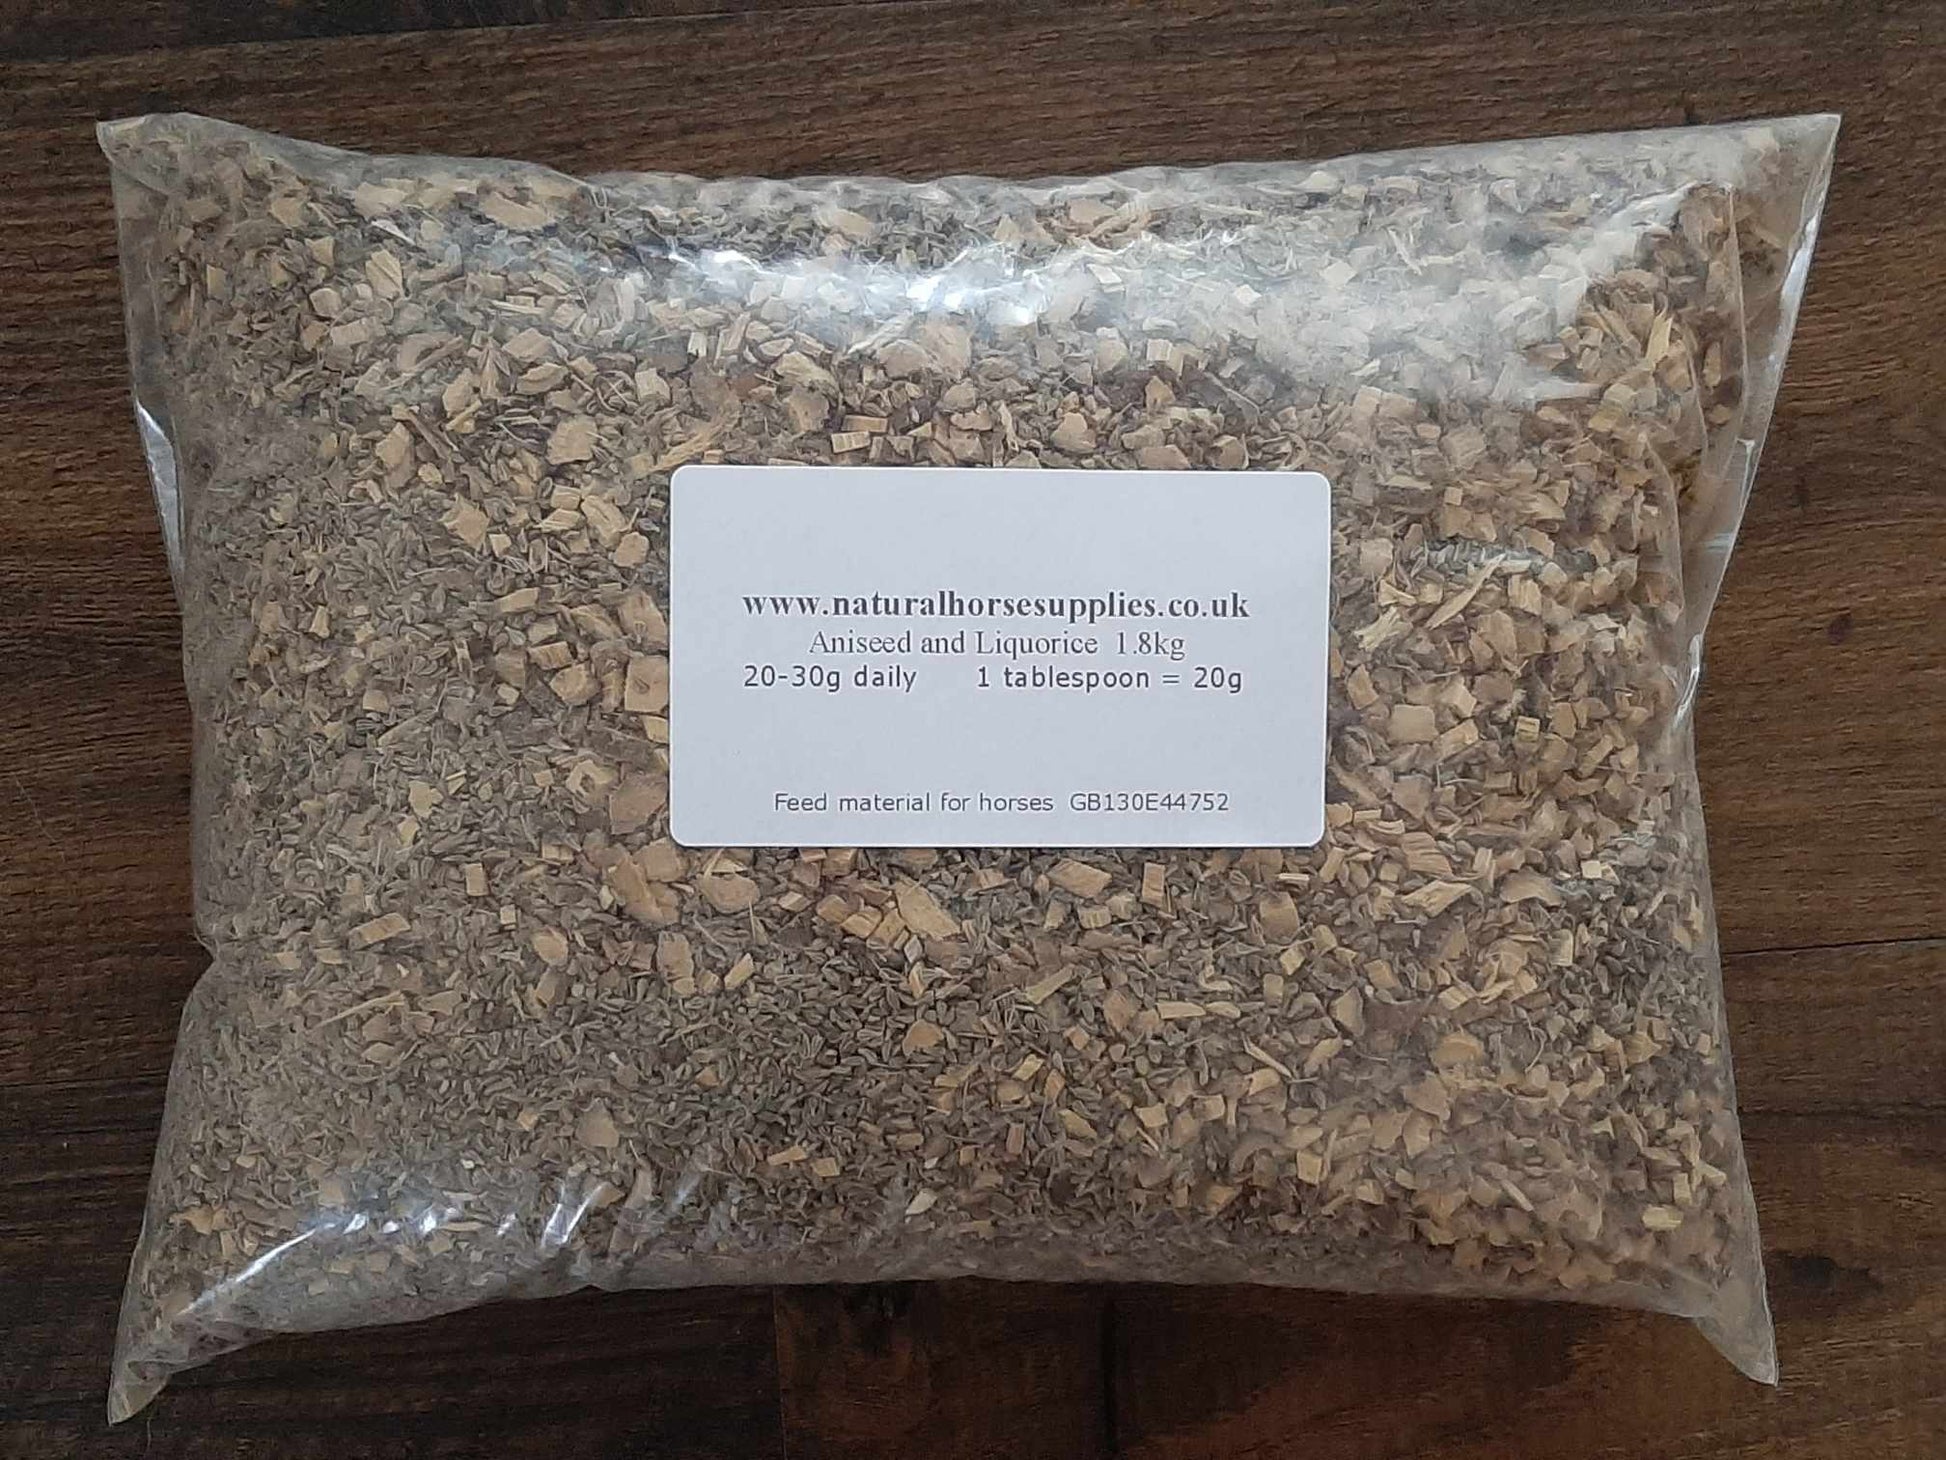 www.naturalhorsesupplies.co.uk
Aniseed and Liquorice 1.8kg
20-30g daily 1 tablespoon = 20g
Feed material for horses GB130E44752